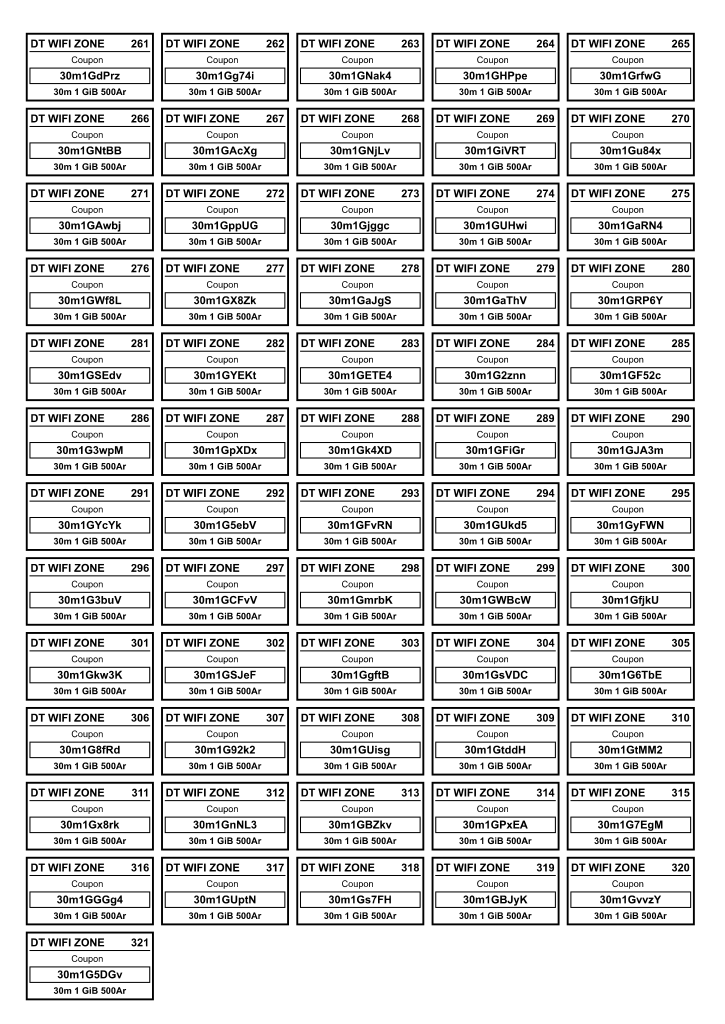 DT WIFI ZONE 261
Coupon
30m1GdPrz
30m 1 GiB 500Ar
DT WIFI ZONE 262
Coupon
30m1Gg74i
30m 1 GiB 500Ar
DT WIFI ZONE 263
Coupon
30m1GNak4
30m 1 GiB 500Ar
DT WIFI ZONE 264
Coupon
30m1GHPpe
30m 1 GiB 500Ar
DT WIFI ZONE 265
Coupon
30m1GrfwG
30m 1 GiB 500Ar
DT WIFI ZONE 266
Coupon
30m1GNtBB
30m 1 GiB 500Ar
DT WIFI ZONE 267
Coupon
30m1GAcXg
30m 1 GiB 500Ar
DT WIFI ZONE 268
Coupon
30m1GNjLv
30m 1 GiB 500Ar
DT WIFI ZONE 269
Coupon
30m1GiVRT
30m 1 GiB 500Ar
DT WIFI ZONE 270
Coupon
30m1Gu84x
30m 1 GiB 500Ar
DT WIFI ZONE 271
Coupon
30m1GAwbj
30m 1 GiB 500Ar
DT WIFI ZONE 272
Coupon
30m1GppUG
30m 1 GiB 500Ar
DT WIFI ZONE 273
Coupon
30m1Gjggc
30m 1 GiB 500Ar
DT WIFI ZONE 274
Coupon
30m1GUHwi
30m 1 GiB 500Ar
DT WIFI ZONE 275
Coupon
30m1GaRN4
30m 1 GiB 500Ar
DT WIFI ZONE 276
Coupon
30m1GWf8L
30m 1 GiB 500Ar
DT WIFI ZONE 277
Coupon
30m1GX8Zk
30m 1 GiB 500Ar
DT WIFI ZONE 278
Coupon
30m1GaJgS
30m 1 GiB 500Ar
DT WIFI ZONE 279
Coupon
30m1GaThV
30m 1 GiB 500Ar
DT WIFI ZONE 280
Coupon
30m1GRP6Y
30m 1 GiB 500Ar
DT WIFI ZONE 281
Coupon
30m1GSEdv
30m 1 GiB 500Ar
DT WIFI ZONE 282
Coupon
30m1GYEKt
30m 1 GiB 500Ar
DT WIFI ZONE 283
Coupon
30m1GETE4
30m 1 GiB 500Ar
DT WIFI ZONE 284
Coupon
30m1G2znn
30m 1 GiB 500Ar
DT WIFI ZONE 285
Coupon
30m1GF52c
30m 1 GiB 500Ar
DT WIFI ZONE 286
Coupon
30m1G3wpM
30m 1 GiB 500Ar
DT WIFI ZONE 287
Coupon
30m1GpXDx
30m 1 GiB 500Ar
DT WIFI ZONE 288
Coupon
30m1Gk4XD
30m 1 GiB 500Ar
DT WIFI ZONE 289
Coupon
30m1GFiGr
30m 1 GiB 500Ar
DT WIFI ZONE 290
Coupon
30m1GJA3m
30m 1 GiB 500Ar
DT WIFI ZONE 291
Coupon
30m1GYcYk
30m 1 GiB 500Ar
DT WIFI ZONE 292
Coupon
30m1G5ebV
30m 1 GiB 500Ar
DT WIFI ZONE 293
Coupon
30m1GFvRN
30m 1 GiB 500Ar
DT WIFI ZONE 294
Coupon
30m1GUkd5
30m 1 GiB 500Ar
DT WIFI ZONE 295
Coupon
30m1GyFWN
30m 1 GiB 500Ar
DT WIFI ZONE 296
Coupon
30m1G3buV
30m 1 GiB 500Ar
DT WIFI ZONE 297
Coupon
30m1GCFvV
30m 1 GiB 500Ar
DT WIFI ZONE 298
Coupon
30m1GmrbK
30m 1 GiB 500Ar
DT WIFI ZONE 299
Coupon
30m1GWBcW
30m 1 GiB 500Ar
DT WIFI ZONE 300
Coupon
30m1GfjkU
30m 1 GiB 500Ar
DT WIFI ZONE 301
Coupon
30m1Gkw3K
30m 1 GiB 500Ar
DT WIFI ZONE 302
Coupon
30m1GSJeF
30m 1 GiB 500Ar
DT WIFI ZONE 303
Coupon
30m1GgftB
30m 1 GiB 500Ar
DT WIFI ZONE 304
Coupon
30m1GsVDC
30m 1 GiB 500Ar
DT WIFI ZONE 305
Coupon
30m1G6TbE
30m 1 GiB 500Ar
DT WIFI ZONE 306
Coupon
30m1G8fRd
30m 1 GiB 500Ar
DT WIFI ZONE 307
Coupon
30m1G92k2
30m 1 GiB 500Ar
DT WIFI ZONE 308
Coupon
30m1GUisg
30m 1 GiB 500Ar
DT WIFI ZONE 309
Coupon
30m1GtddH
30m 1 GiB 500Ar
DT WIFI ZONE 310
Coupon
30m1GtMM2
30m 1 GiB 500Ar
DT WIFI ZONE 311
Coupon
30m1Gx8rk
30m 1 GiB 500Ar
DT WIFI ZONE 312
Coupon
30m1GnNL3
30m 1 GiB 500Ar
DT WIFI ZONE 313
Coupon
30m1GBZkv
30m 1 GiB 500Ar
DT WIFI ZONE 314
Coupon
30m1GPxEA
30m 1 GiB 500Ar
DT WIFI ZONE 315
Coupon
30m1G7EgM
30m 1 GiB 500Ar
DT WIFI ZONE 316
Coupon
30m1GGGg4
30m 1 GiB 500Ar
DT WIFI ZONE 317
Coupon
30m1GUptN
30m 1 GiB 500Ar
DT WIFI ZONE 318
Coupon
30m1Gs7FH
30m 1 GiB 500Ar
DT WIFI ZONE 319
Coupon
30m1GBJyK
30m 1 GiB 500Ar
DT WIFI ZONE 320
Coupon
30m1GvvzY
30m 1 GiB 500Ar
DT WIFI ZONE 321
Coupon
30m1G5DGv
30m 1 GiB 500Ar